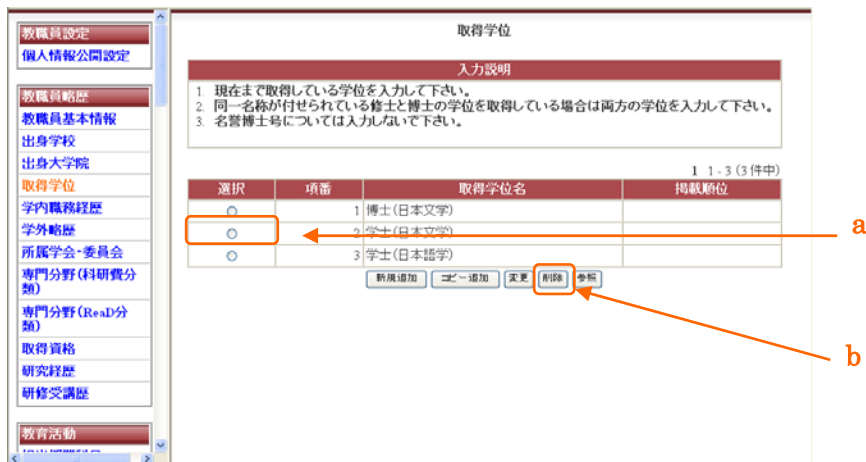 教職員設定
個人情報公開設定
教職員略歴
教職員基本情報
出身学校
出身大学院
取得学位
学内職務経歴
学外略歴
所属学会・委員会
専門分野(科研費分
類)
専門分野(ReaD分
類)
取得資格
研究経歴
研修受講歴
教育活動
取得学位
入力説明
1. 現在まで取得している学位を入力して下さい。
2. 同一名称が付せられている修士と博士の学位を取得している場合は両方の学位を入力して下さい。
3. 名誉博士号については入力しないで下さい。
1 1 - 3 (3 件中)
選択 項番 取得学位名 掲載順位
1 博士(日本文学)
2 学士(日本文学)
3 学士(日本語学)
新規追加 コピー追加 変更 削除 参照
a
b